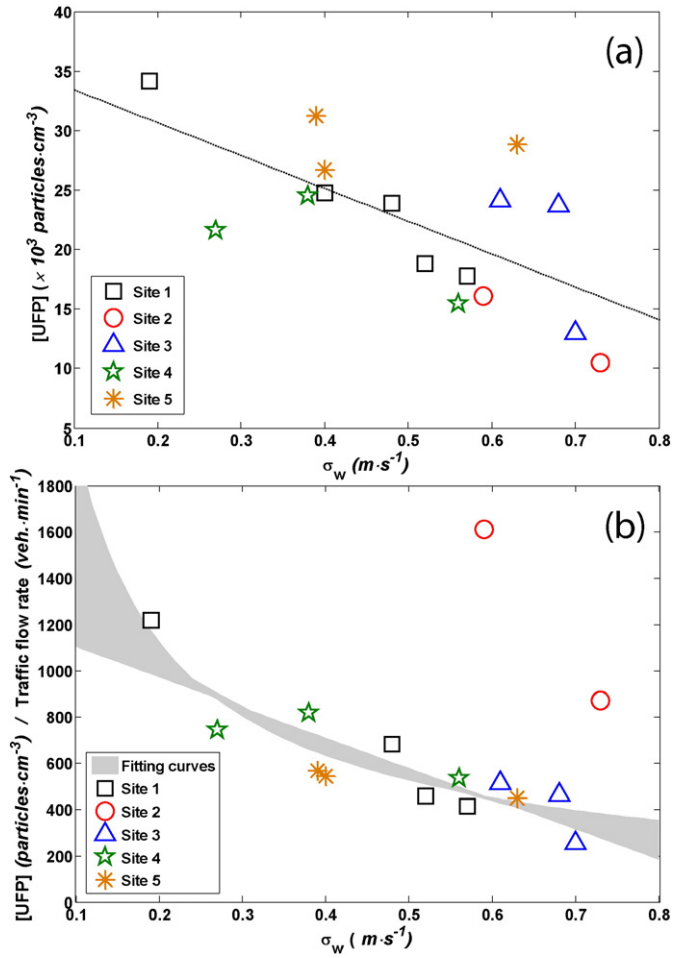 (a)
[UFP] ( × 10³ particles·cm⁻³)
40
35
30
25
20
15
10
5
Site 1
Site 2
Site 3
Site 4
Site 5
0.1 0.2 0.3 0.4 0.5 0.6 0.7 0.8
σw (m·s⁻¹)
(b)
[UFP] (particles·cm⁻³) / Traffic flow rate (veh.·min⁻¹)
1800
1600
1400
1200
1000
800
600
400
200
0
Fitting curves
Site 1
Site 2
Site 3
Site 4
Site 5
0.1 0.2 0.3 0.4 0.5 0.6 0.7 0.8
σw ( m·s⁻¹)